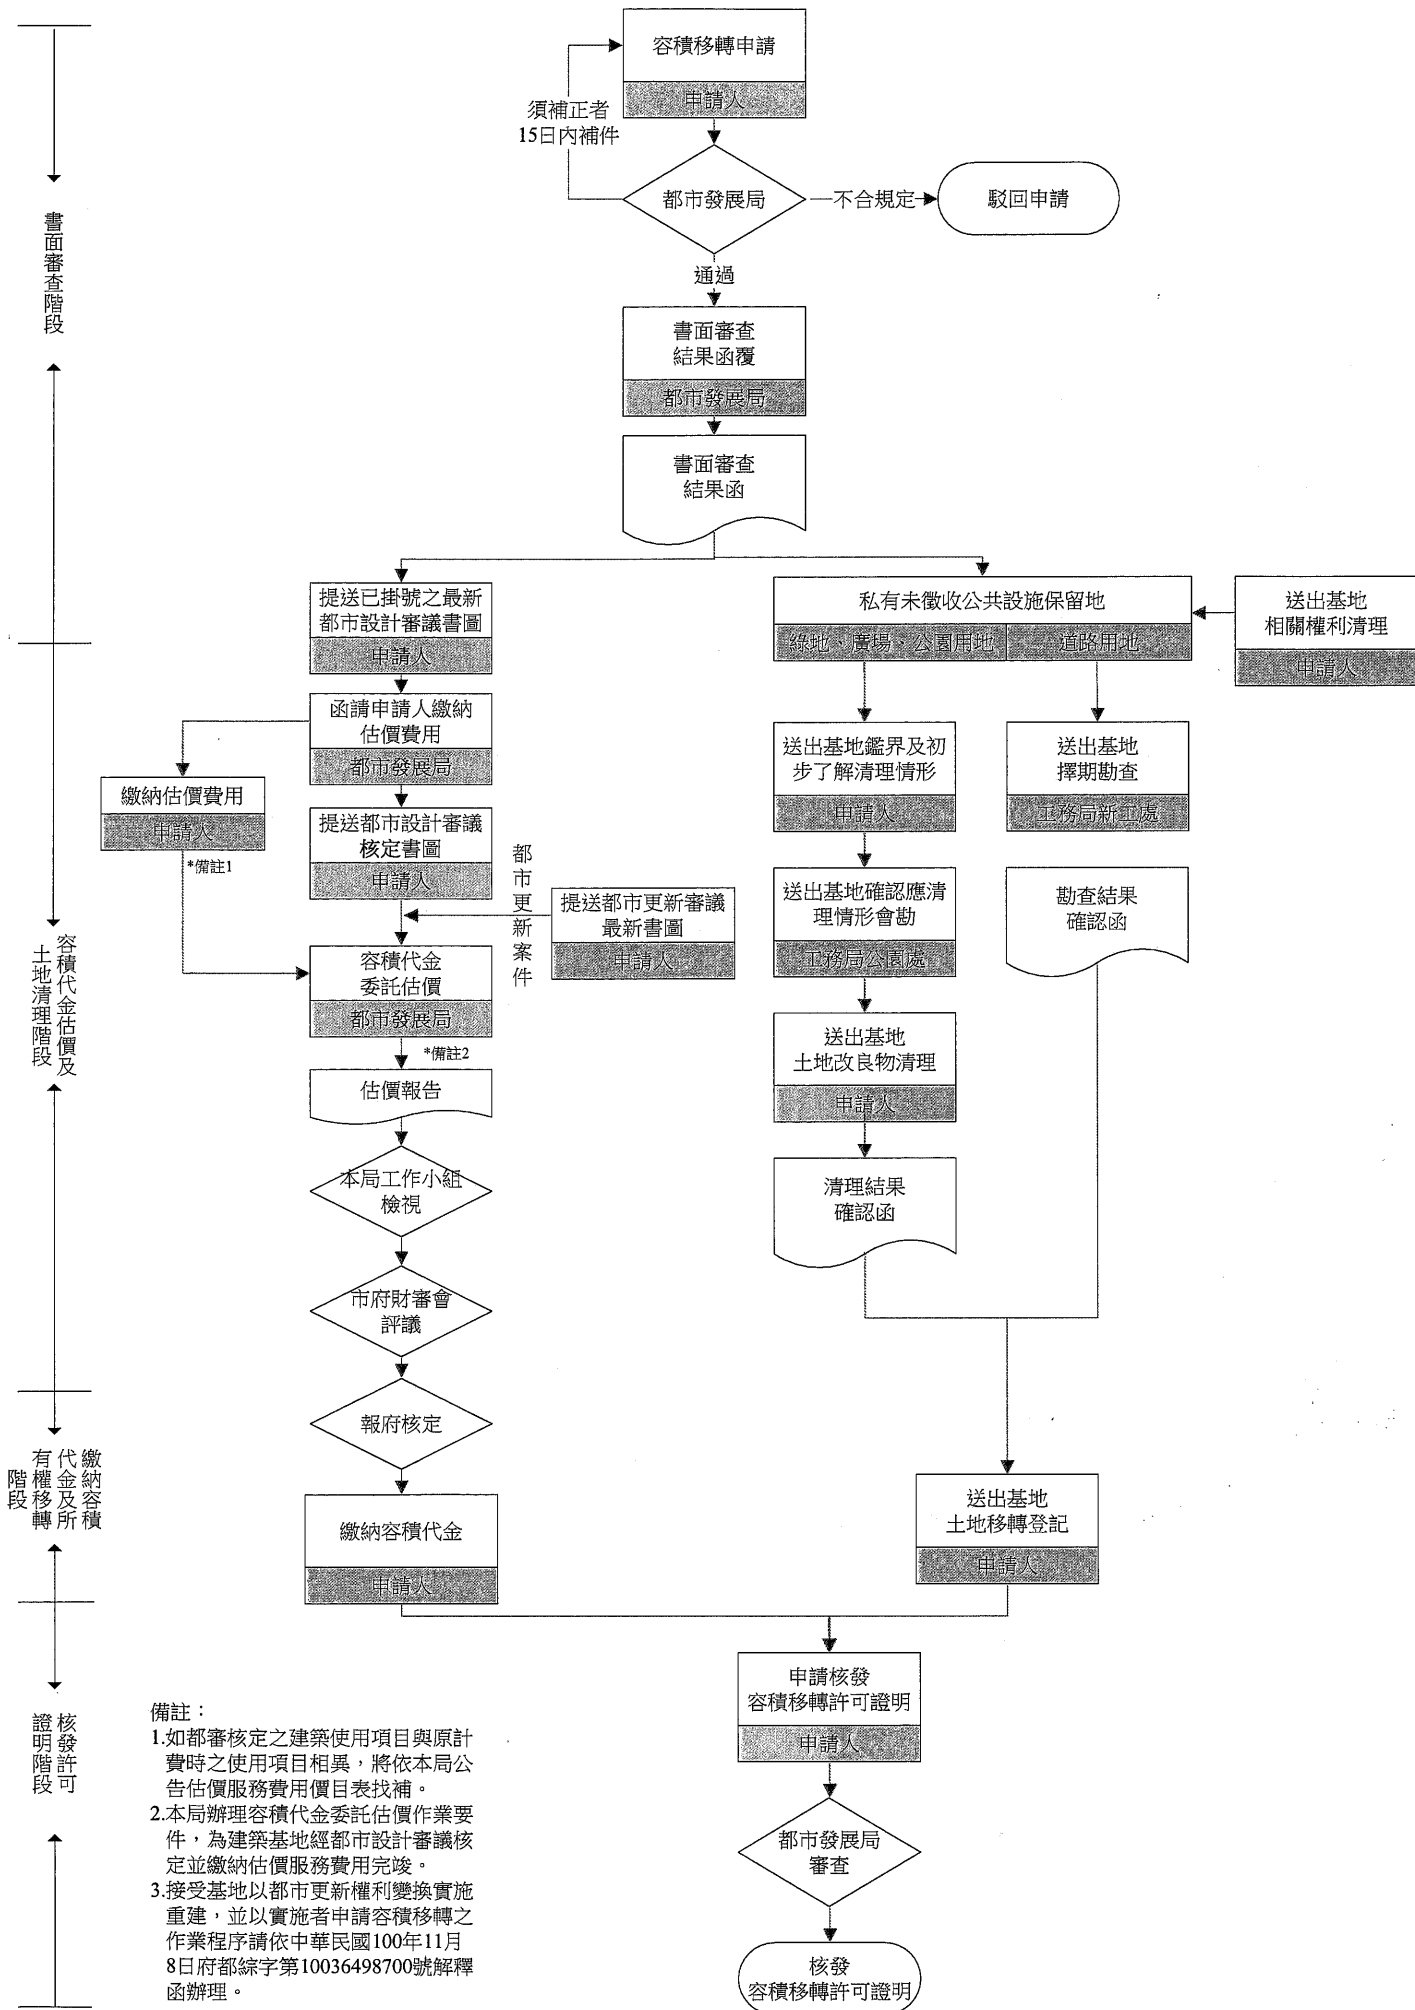 容積移轉申請
申請人
須補正者
15日內補件
都市發展局
不合規定
駁回申請
通過
書面審查
結果函覆
都市發展局
書面審查
結果函
提送已掛號之最新
都市設計審議書圖
申請人
函請申請人繳納
估價費用
都市發展局
繳納估價費用
申請人
*備註1
提送都市設計審議
核定書圖
申請人
都市更新案件
提送都市更新審議
最新書圖
申請人
容積代金
委託估價
都市發展局
*備註2
估價報告
本局工作小組
檢視
市府財審會
評議
報府核定
繳納容積代金
申請人
私有未徵收公共設施保留地
綠地、廣場、公園用地
道路用地
送出基地
相關權利清理
申請人
送出基地鑑界及初
步了解清理情形
申請人
送出基地
擇期勘查
工務局新工處
送出基地確認應清
理情形會勘
工務局公園處
勘查結果
確認函
送出基地
土地改良物清理
申請人
清理結果
確認函
送出基地
土地移轉登記
申請人
申請核發
容積移轉許可證明
申請人
都市發展局
審查
核發
容積移轉許可證明
書面審查階段
容積代金估價及
土地清理階段
繳納容積
代金及所
有權移轉
階段
核發許可
證明階段
備註：
1.如都審核定之建築使用項目與原計
費時之使用項目相異，將依本局公
告估價服務費用價目表找補。
2.本局辦理容積代金委託估價作業要
件，為建築基地經都市設計審議核
定並繳納估價服務費用完竣。
3.接受基地以都市更新權利變換實施
重建，並以實施者申請容積移轉之
作業程序請依中華民國100年11月
8日府都綜字第10036498700號解釋
函辦理。